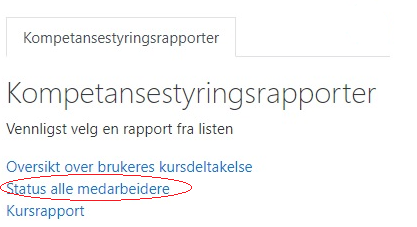 Kompetansestyringsrapporter
Kompetansestyringsrapporter
Vennligst velg en rapport fra listen
Oversikt over brukeres kursdeltakelse
Status alle medarbeidere
Kursrapport